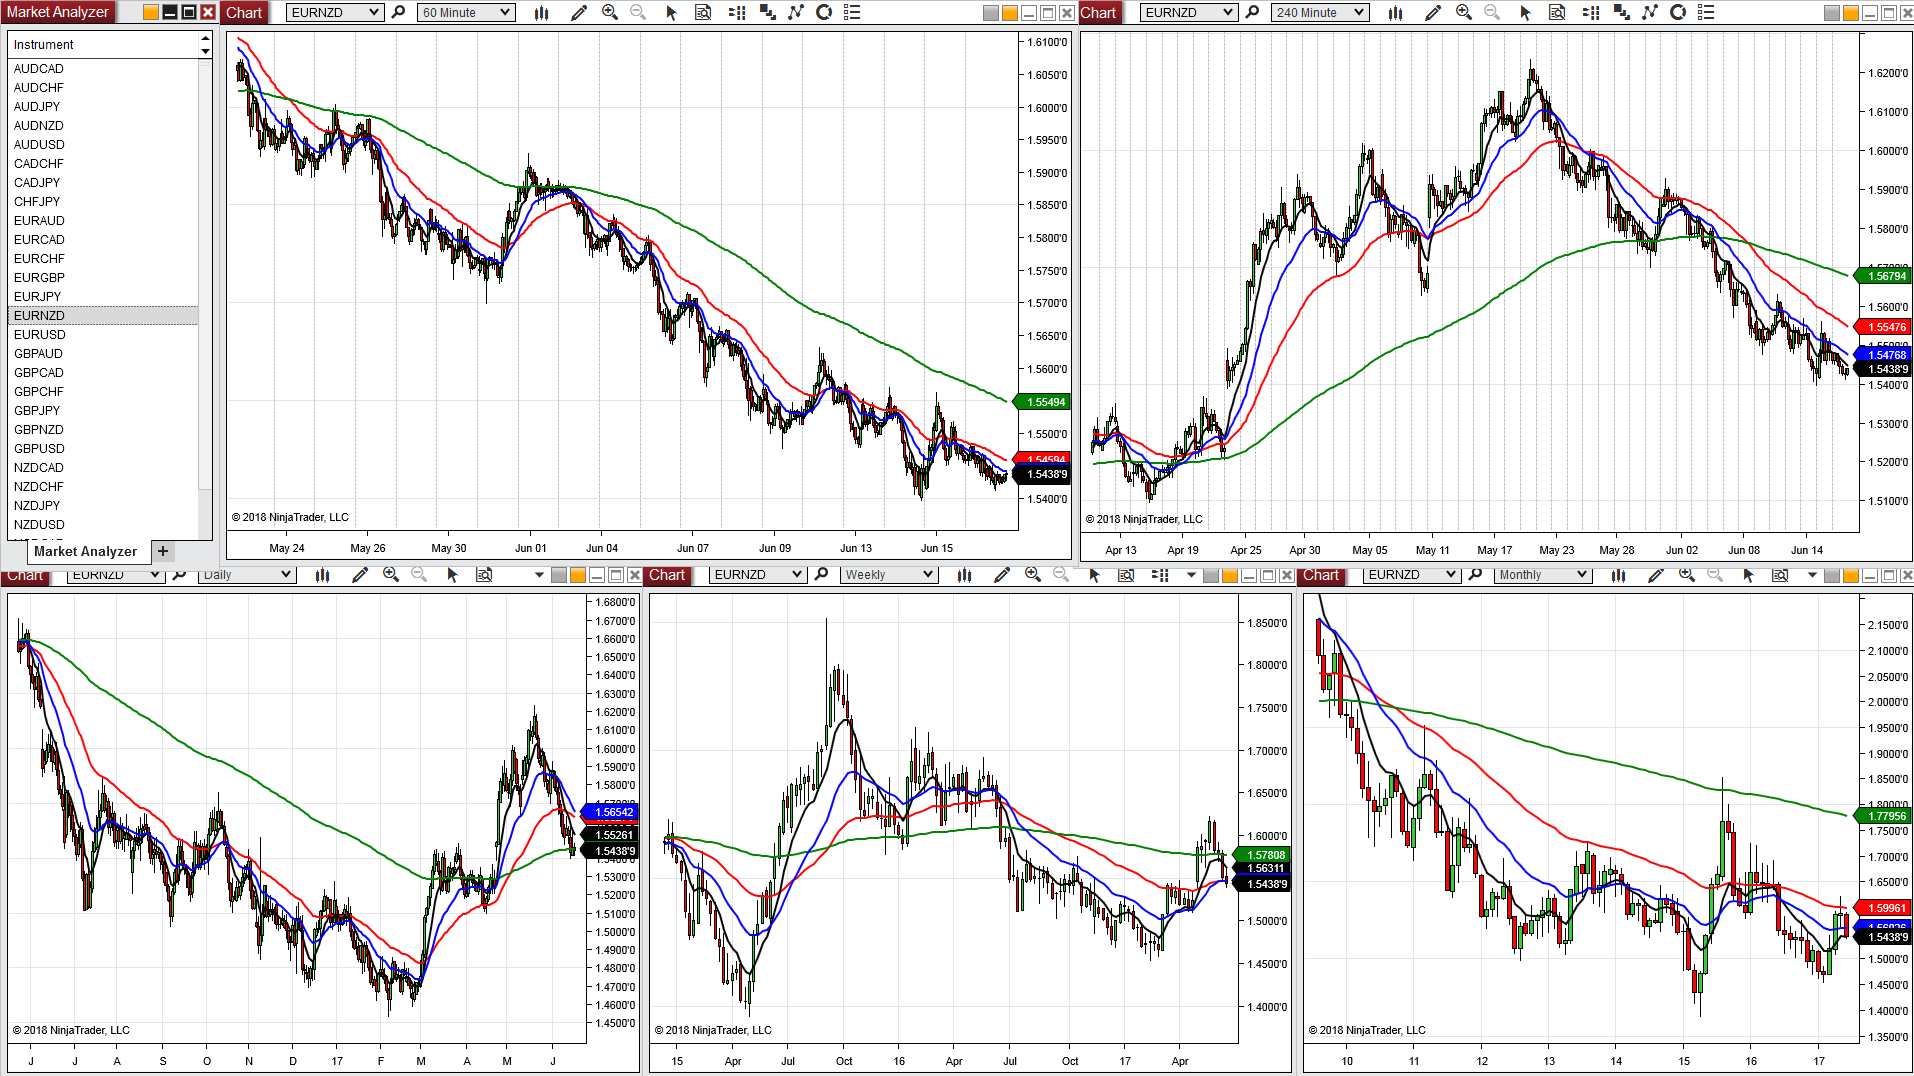 Market Analyzer
Instrument
AUDCAD
AUDCHF
AUDJPY
AUDNZD
AUDUSD
CADCHF
CADJPY
CHFJPY
EURAUD
EURCAD
EURCHF
EURGBP
EURJPY
EURNZD
EURUSD
GBPAUD
GBPCAD
GBPCHF
GBPJPY
GBPNZD
GBPUSD
NZDCAD
NZDCHF
NZDJPY
NZDUSD
Market Analyzer +
Chart EURNZD 60 Minute
1.6100'0
1.6050'0
1.6000'0
1.5950'0
1.5900'0
1.5850'0
1.5800'0
1.5750'0
1.5700'0
1.5650'0
1.5600'0
1.55494
1.5500'0
1.54594
1.5438'9
1.5400'0
© 2018 NinjaTrader, LLC
May 24 May 26 May 30 Jun 01 Jun 04 Jun 07 Jun 09 Jun 13 Jun 15
Chart EURNZD 240 Minute
1.6200'0
1.6100'0
1.6000'0
1.5900'0
1.5800'0
1.56794
1.5600'0
1.55476
1.54768
1.5438'9
1.5400'0
1.5300'0
1.5200'0
1.5100'0
© 2018 NinjaTrader, LLC
Apr 13 Apr 19 Apr 25 Apr 30 May 05 May 11 May 17 May 23 May 28 Jun 02 Jun 08 Jun 14
Chart EURNZD Daily
1.6800'0
1.6700'0
1.6600'0
1.6500'0
1.6400'0
1.6300'0
1.6200'0
1.6100'0
1.6000'0
1.5900'0
1.5800'0
1.56542
1.55261
1.5438'9
1.5300'0
1.5200'0
1.5100'0
1.5000'0
1.4900'0
1.4800'0
1.4700'0
1.4600'0
1.4500'0
© 2018 NinjaTrader, LLC
J J A S O N D 17 F M A M J
Chart EURNZD Weekly
1.8500'0
1.8000'0
1.7500'0
1.7000'0
1.6500'0
1.6000'0
1.57808
1.56311
1.5438'9
1.5000'0
1.4500'0
1.4000'0
© 2018 NinjaTrader, LLC
15 Apr Jul Oct 16 Apr Jul Oct 17 Apr
Chart EURNZD Monthly
2.1500'0
2.1000'0
2.0500'0
2.0000'0
1.9500'0
1.9000'0
1.8500'0
1.8000'0
1.77956
1.7500'0
1.7000'0
1.6500'0
1.59961
1.5438'9
1.5000'0
1.4500'0
1.4000'0
1.3500'0
© 2018 NinjaTrader, LLC
10 11 12 13 14 15 16 17